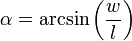 α = arcsin(w/l)